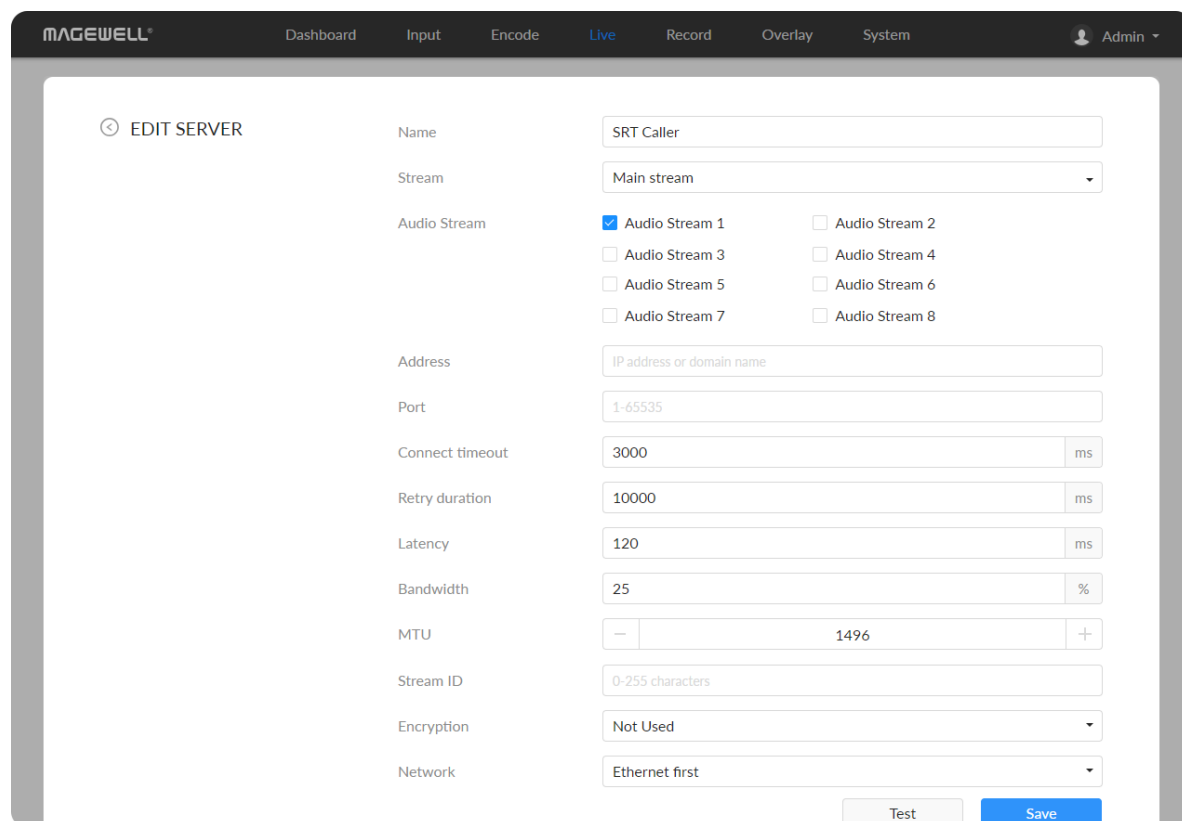 MAGEWELL® Dashboard Input Encode Live Record Overlay System Admin
EDIT SERVER
Name SRT Caller
Stream Main stream
Audio Stream Audio Stream 1 Audio Stream 2
Audio Stream 3 Audio Stream 4
Audio Stream 5 Audio Stream 6
Audio Stream 7 Audio Stream 8
Address IP address or domain name
Port 1-65535
Connect timeout 3000 ms
Retry duration 10000 ms
Latency 120 ms
Bandwidth 25 %
MTU 1496
Stream ID 0-255 characters
Encryption Not Used
Network Ethernet first
Test Save